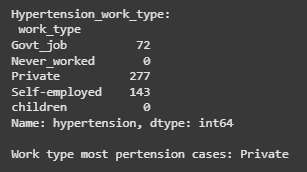 Hypertension_work_type:
work_type
Govt_job 72
Never_worked 0
Private 277
Self-employed 143
children 0
Name: hypertension, dtype: int64
Work type most pertension cases: Private